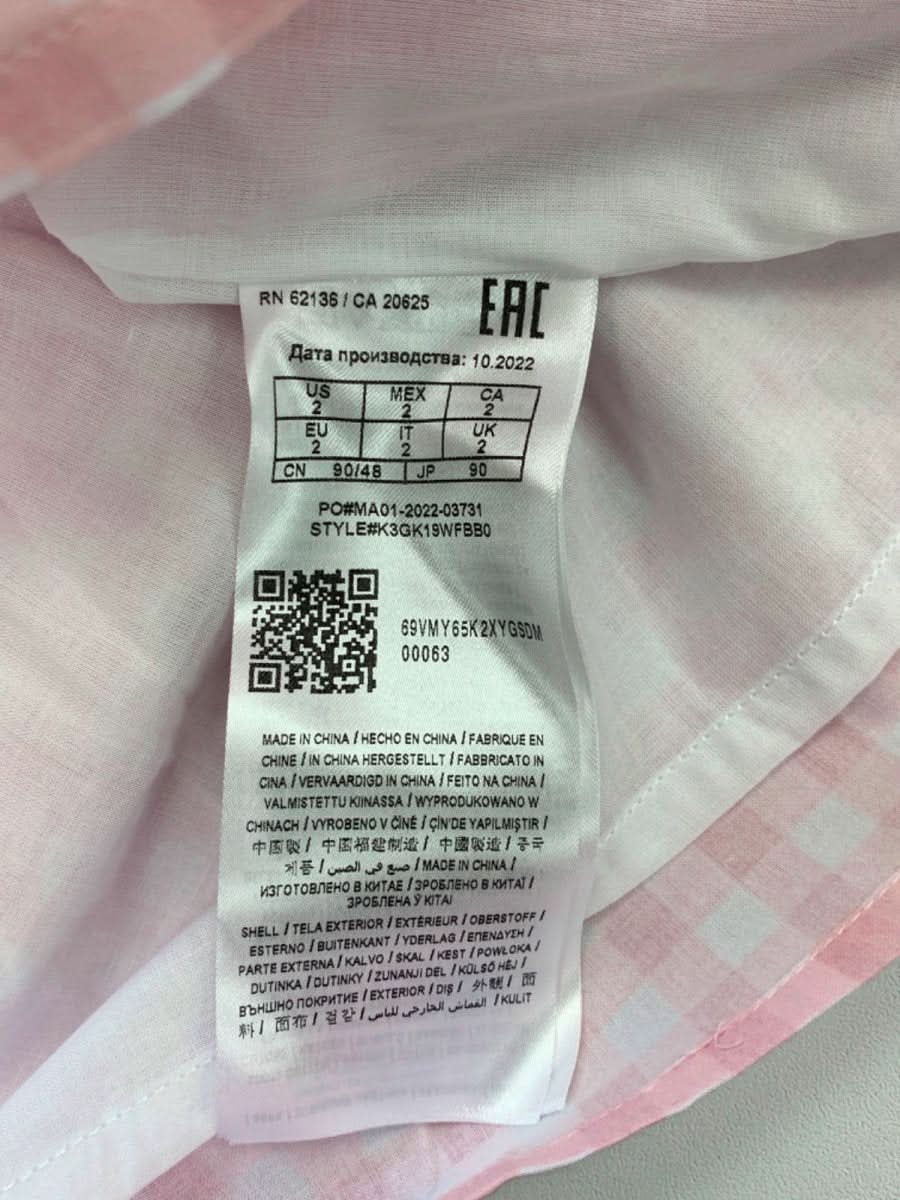 RN 62136 / CA 20625
EAC
Дата производства: 10.2022
US MEX CA
2 2 2
EU IT UK
2 2 2
CN 90/48 JP 90
PO#MA01-2022-03731
STYLE#K3GK19WFBB0
69VMY65K2XYGSDM
00063
MADE IN CHINA / HECHO EN CHINA / FABRIQUE EN
CHINE / IN CHINA HERGESTELLT / FABBRICATO IN
CINA / VERVAARDIGD IN CHINA / FEITO NA CHINA /
VALMISTETTU KIINASSA / WYPRODUKOWANO W
CHINACH / VYROBENO V ČÍNĚ / ÇİN'DE YAPILMIŞTIR /
中国製 / 中国福建制造 / 中國製造 / 중국
제품 / صنع في الصين / MADE IN CHINA /
ИЗГОТОВЛЕНО В КИТАЕ / ЗРОБЛЕНО В КИТАЇ /
ЗРОБЛЕНА Ў КІТАІ
SHELL / TELA EXTERIOR / EXTÉRIEUR / OBERSTOFF /
ESTERNO / BUITENKANT / YDERLAG / ΕΠΕΝΔΥΣΗ /
PARTE EXTERNA / KALVO / SKAL / KEST / POWLOKA /
DUTINKA / DUTINKY / ZUNANJI DEL / KÜLSŐ HÉJ /
ВЪНШНО ПОКРИТИЕ / EXTERIOR / DIŞ / 外側 / 面
料 / 面布 / 겉감 / القماش الخارجي للباس / KULIT